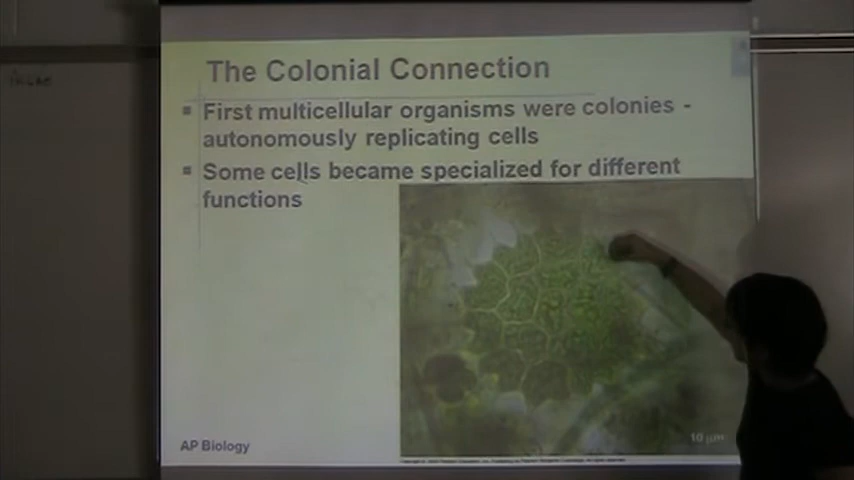 The Colonial Connection
▪ First multicellular organisms were colonies -
autonomously replicating cells
▪ Some cells became specialized for different
functions
10 µm
AP Biology